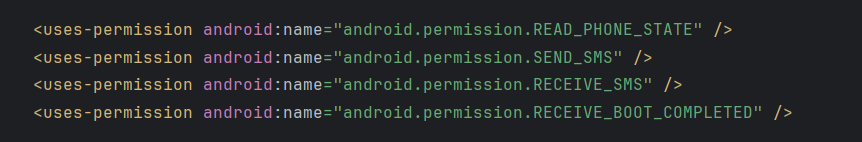 <uses-permission android:name="android.permission.READ_PHONE_STATE" />
<uses-permission android:name="android.permission.SEND_SMS" />
<uses-permission android:name="android.permission.RECEIVE_SMS" />
<uses-permission android:name="android.permission.RECEIVE_BOOT_COMPLETED" />